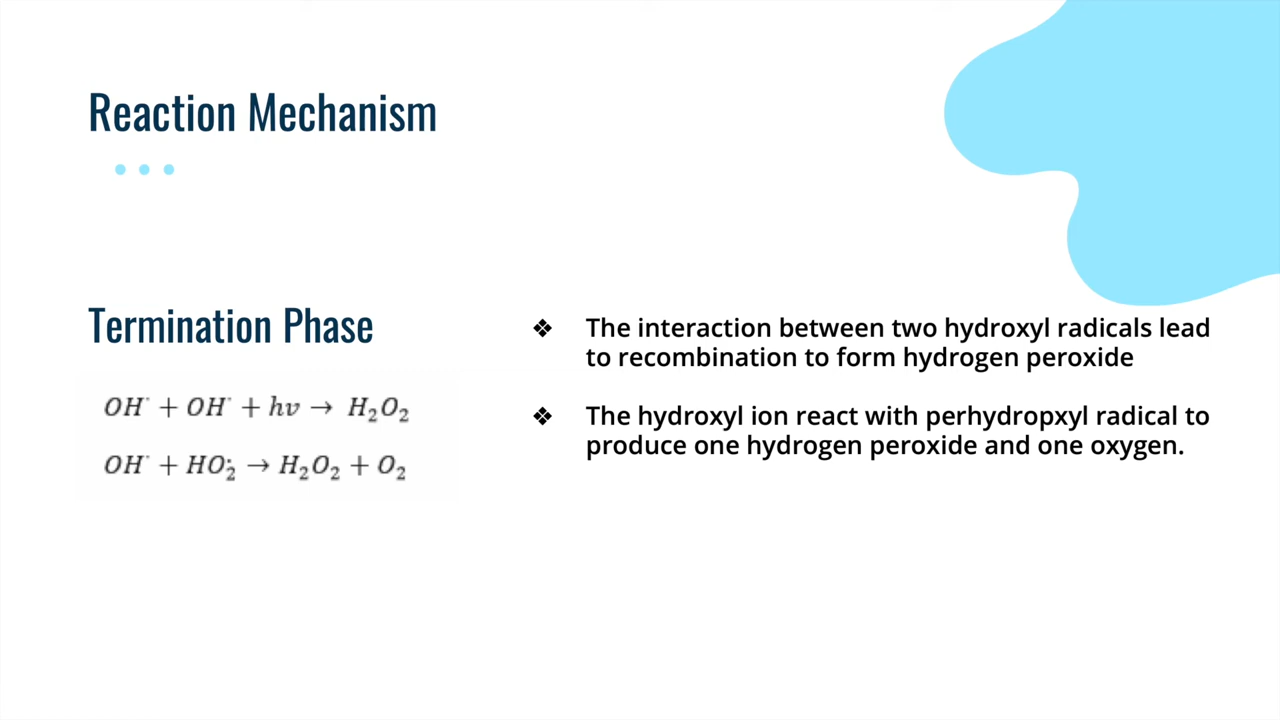 Reaction Mechanism
Termination Phase
OH˙ + OH˙ + hv → H₂O₂
OH˙ + HO₂˙ → H₂O₂ + O₂
❖ The interaction between two hydroxyl radicals lead
to recombination to form hydrogen peroxide
❖ The hydroxyl ion react with perhydropxyl radical to
produce one hydrogen peroxide and one oxygen.